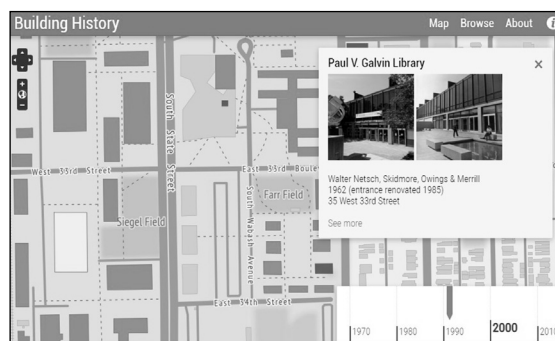 Building History
Map Browse About i
Paul V. Galvin Library
×
Walter Netsch, Skidmore, Owings & Merrill
1962 (entrance renovated 1985)
35 West 33rd Street
See more
South State Street
West 33rd Street
East 33rd Boule
South Wabash Avenue
Siegel Field
Farr Field
East 34th Street
1970 1980 1990 2000 201